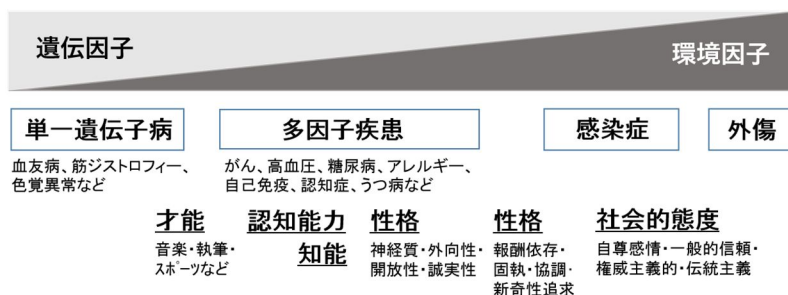 遺伝因子
環境因子
単一遺伝子病
多因子疾患
感染症
外傷
血友病、筋ジストロフィー、
色覚異常など
がん、高血圧、糖尿病、アレルギー、
自己免疫、認知症、うつ病など
才能
音楽・執筆・
スポーツなど
認知能力
知能
性格
神経質・外向性・
開放性・誠実性
性格
報酬依存・
固執・協調・
新奇性追求
社会的態度
自尊感情・一般的信頼・
権威主義的・伝統主義